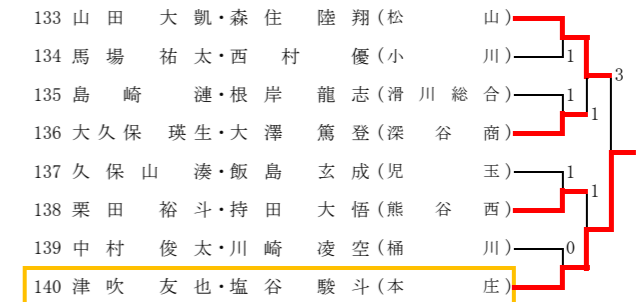 133 山田 大凱・森住 陸翔(松山)
134 馬場 祐太・西村 優(小川)
1
3
135 島崎 漣・根岸 龍志(滑川総合)
1
1
136 大久保 瑛生・大澤 篤登(深谷商)
137 久保山 湊・飯島 玄成(児玉)
1
1
138 栗田 裕斗・持田 大悟(熊谷西)
139 中村 俊太・川崎 凌空(桶川)
0
140 津吹 友也・塩谷 駿斗(本庄)